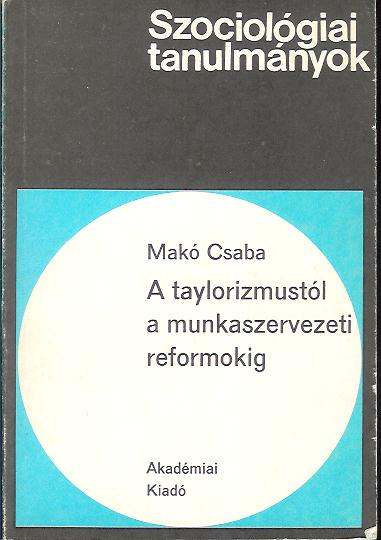 Szociológiai
tanulmányok
Makó Csaba
A taylorizmustól
a munkaszervezeti
reformokig
Akadémiai
Kiadó